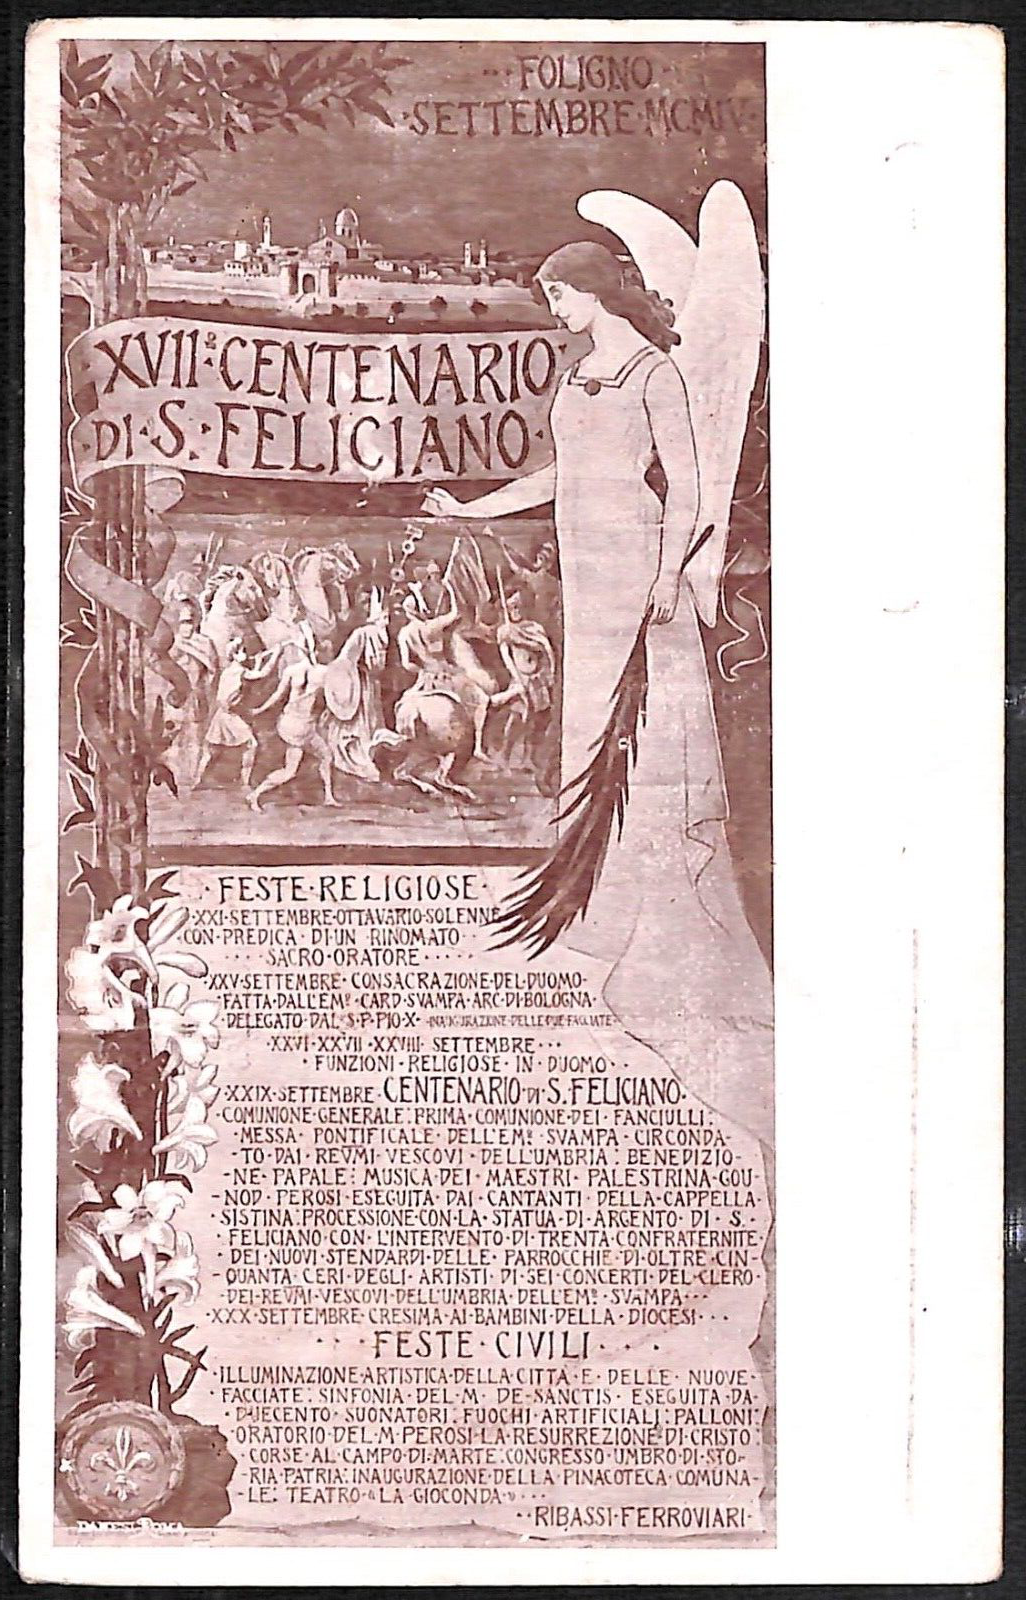 · FOLIGNO ·
· SETTEMBRE · MCMIV ·
· XVIIº · CENTENARIO ·
· DI · S. · FELICIANO ·
· FESTE · RELIGIOSE ·
· XXI · SETTEMBRE · OTTAVARIO · SOLENNE
CON · PREDICA · DI · UN · RINOMATO ·
· SACRO · ORATORE ·
· XXV · SETTEMBRE · CONSACRAZIONE · DEL · DUOMO ·
· FATTA · DALL'EMº · CARD · SVAMPA · ARC · DI · BOLOGNA ·
· DELEGATO · DAL · S · P · PIO · X · INAUGURAZIONE · DELLE · DUE · FACCIATE ·
· XXVI · XXVII · XXVIII · SETTEMBRE ·
· FUNZIONI · RELIGIOSE · IN · DUOMO ·
· XXIX · SETTEMBRE · CENTENARIO · DI · S. FELICIANO ·
· COMUNIONE · GENERALE : PRIMA · COMUNIONE · DEI · FANCIULLI :
· MESSA · PONTIFICALE · DELL'EMº · SVAMPA · CIRCONDA-
-TO · DAI · REVMI · VESCOVI · DELL'UMBRIA : BENEDIZIO-
-NE · PAPALE : MUSICA · DEI · MAESTRI · PALESTRINA · GOU-
-NOD · PEROSI · ESEGUITA · DAI · CANTANTI · DELLA · CAPPELLA ·
· SISTINA : PROCESSIONE · CON · LA · STATUA · DI · ARGENTO · DI · S. ·
· FELICIANO · CON · L'INTERVENTO · DI · TRENTA · CONFRATERNITE ·
· DEI · NUOVI · STENDARDI · DELLE · PARROCCHIE · DI · OLTRE · CIN-
-QUANTA · CERI · DEGLI · ARTISTI · DI · SEI · CONCERTI · DEL · CLERO ·
· DEI · REVMI · VESCOVI · DELL'UMBRIA · DELL'EMº · SVAMPA ·
· XXX · SETTEMBRE · CRESIMA · AI · BAMBINI · DELLA · DIOCESI ·
· FESTE · CIVILI ·
· ILLUMINAZIONE · ARTISTICA · DELLA · CITTA · E · DELLE · NUOVE ·
· FACCIATE : SINFONIA · DEL · M · DE · SANCTIS · ESEGUITA · DA ·
· DUECENTO · SUONATORI : FUOCHI · ARTIFICIALI : PALLONI :
· ORATORIO · DEL · M · PEROSI · LA · RESURREZIONE · DI · CRISTO :
· CORSE · AL · CAMPO · DI · MARTE : CONGRESSO · UMBRO · DI · STO-
-RIA · PATRIA : INAUGURAZIONE · DELLA · PINACOTECA · COMUNA-
-LE : TEATRO « LA · GIOCONDA · »
· RIBASSI · FERROVIARI ·
DANESI ROMA